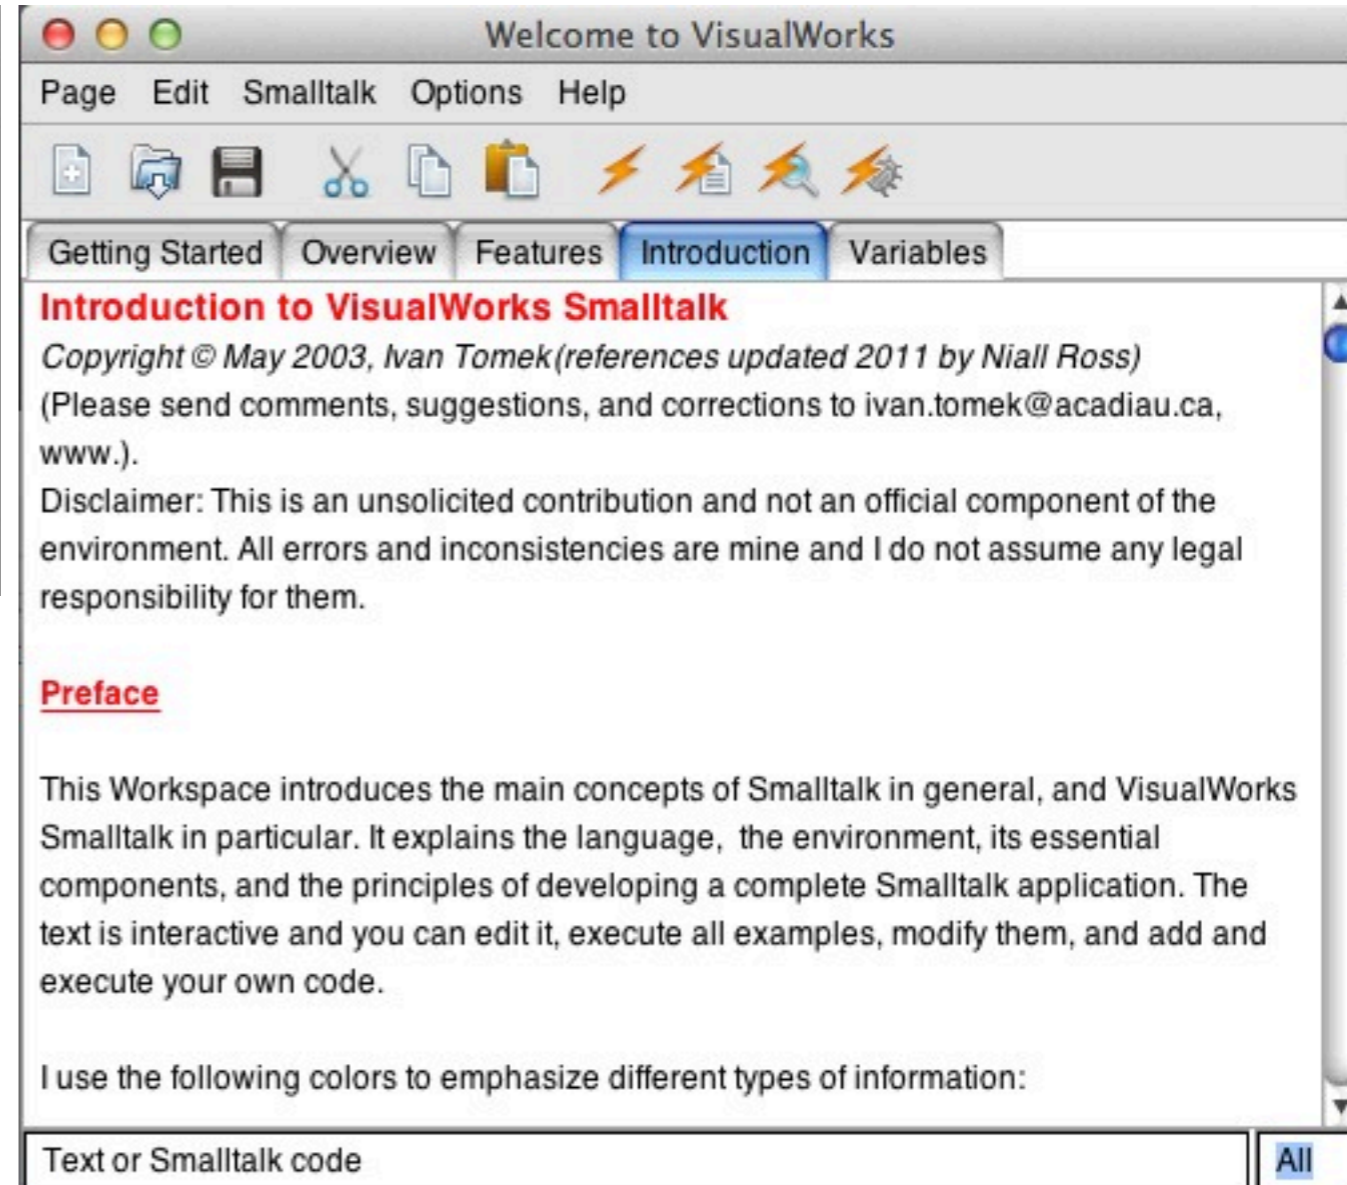 Welcome to VisualWorks
Page Edit Smalltalk Options Help
Getting Started Overview Features Introduction Variables
Introduction to VisualWorks Smalltalk
Copyright © May 2003, Ivan Tomek(references updated 2011 by Niall Ross)
(Please send comments, suggestions, and corrections to ivan.tomek@acadiau.ca,
www.).
Disclaimer: This is an unsolicited contribution and not an official component of the
environment. All errors and inconsistencies are mine and I do not assume any legal
responsibility for them.
Preface
This Workspace introduces the main concepts of Smalltalk in general, and VisualWorks
Smalltalk in particular. It explains the language,  the environment, its essential
components, and the principles of developing a complete Smalltalk application. The
text is interactive and you can edit it, execute all examples, modify them, and add and
execute your own code.
I use the following colors to emphasize different types of information:
Text or Smalltalk code All